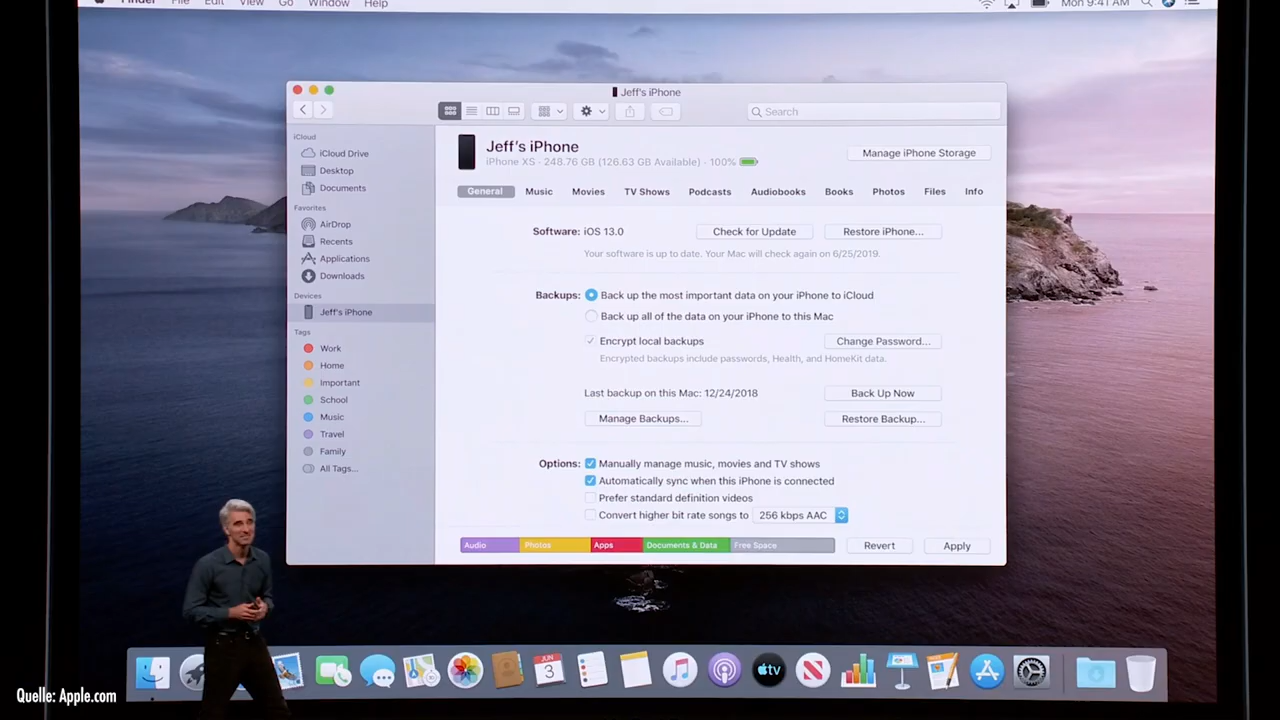 Finder File Edit View Go Window Help Mon 9:41 AM
Jeff's iPhone
Search
iCloud
iCloud Drive
Desktop
Documents
Favorites
AirDrop
Recents
Applications
Downloads
Devices
Jeff's iPhone
Tags
Work
Home
Important
School
Music
Travel
Family
All Tags...
Jeff's iPhone
iPhone XS - 248.76 GB (126.63 GB Available) - 100%
Manage iPhone Storage
General Music Movies TV Shows Podcasts Audiobooks Books Photos Files Info
Software: iOS 13.0 Check for Update Restore iPhone...
Your software is up to date. Your Mac will check again on 6/25/2019.
Backups: Back up the most important data on your iPhone to iCloud
Back up all of the data on your iPhone to this Mac
Encrypt local backups Change Password...
Encrypted backups include passwords, Health, and HomeKit data.
Last backup on this Mac: 12/24/2018 Back Up Now
Manage Backups... Restore Backup...
Options: Manually manage music, movies and TV shows
Automatically sync when this iPhone is connected
Prefer standard definition videos
Convert higher bit rate songs to 256 kbps AAC
Audio Photos Apps Documents & Data Free Space Revert Apply
JUN
3
tv
Quelle: Apple.com